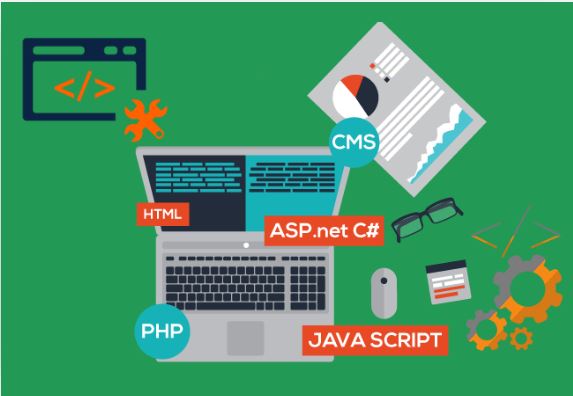 </>
CMS
HTML
ASP.net C#
</>
PHP
JAVA SCRIPT